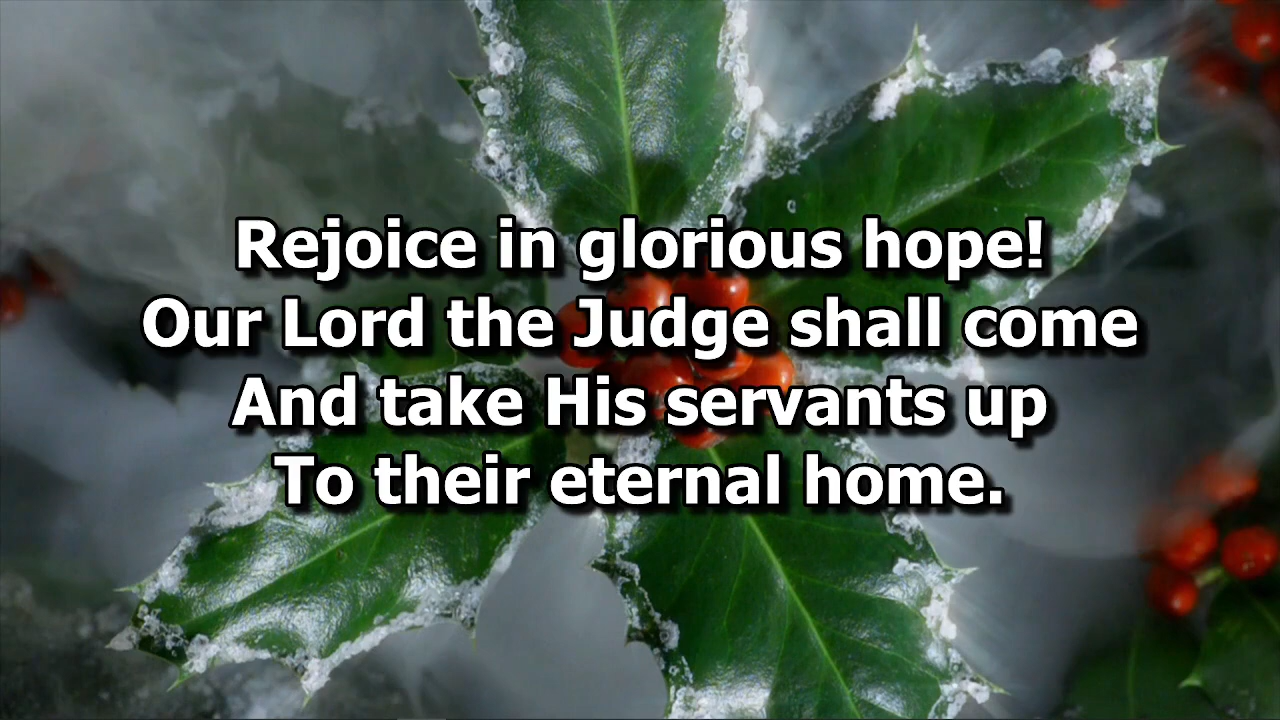 Rejoice in glorious hope!
Our Lord the Judge shall come
And take His servants up
To their eternal home.